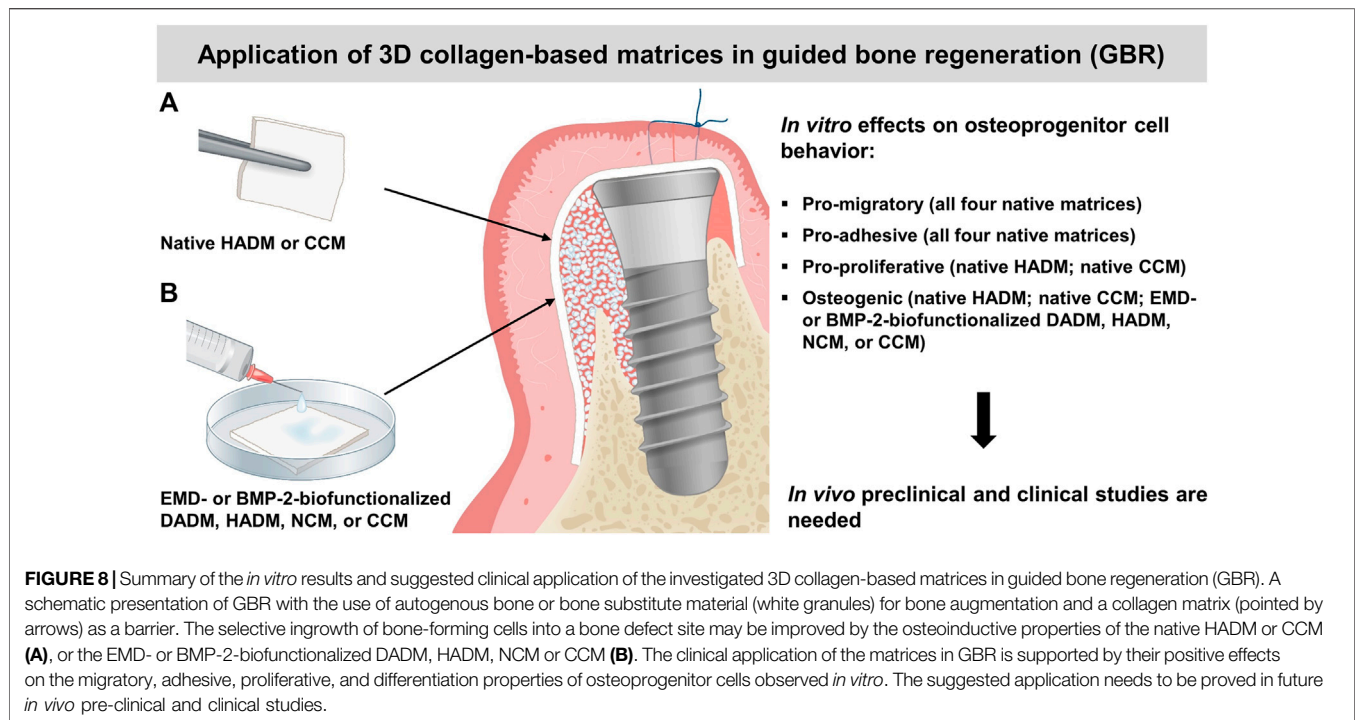 Application of 3D collagen-based matrices in guided bone regeneration (GBR)
A
Native HADM or CCM
B
EMD- or BMP-2-biofunctionalized
DADM, HADM, NCM, or CCM
In vitro effects on osteoprogenitor cell
behavior:
▪ Pro-migratory (all four native matrices)
▪ Pro-adhesive (all four native matrices)
▪ Pro-proliferative (native HADM; native CCM)
▪ Osteogenic (native HADM; native CCM; EMD-
or BMP-2-biofunctionalized DADM, HADM,
NCM, or CCM)
In vivo preclinical and clinical studies are
needed
FIGURE 8 | Summary of the in vitro results and suggested clinical application of the investigated 3D collagen-based matrices in guided bone regeneration (GBR). A
schematic presentation of GBR with the use of autogenous bone or bone substitute material (white granules) for bone augmentation and a collagen matrix (pointed by
arrows) as a barrier. The selective ingrowth of bone-forming cells into a bone defect site may be improved by the osteoinductive properties of the native HADM or CCM
(A), or the EMD- or BMP-2-biofunctionalized DADM, HADM, NCM or CCM (B). The clinical application of the matrices in GBR is supported by their positive effects
on the migratory, adhesive, proliferative, and differentiation properties of osteoprogenitor cells observed in vitro. The suggested application needs to be proved in future
in vivo pre-clinical and clinical studies.